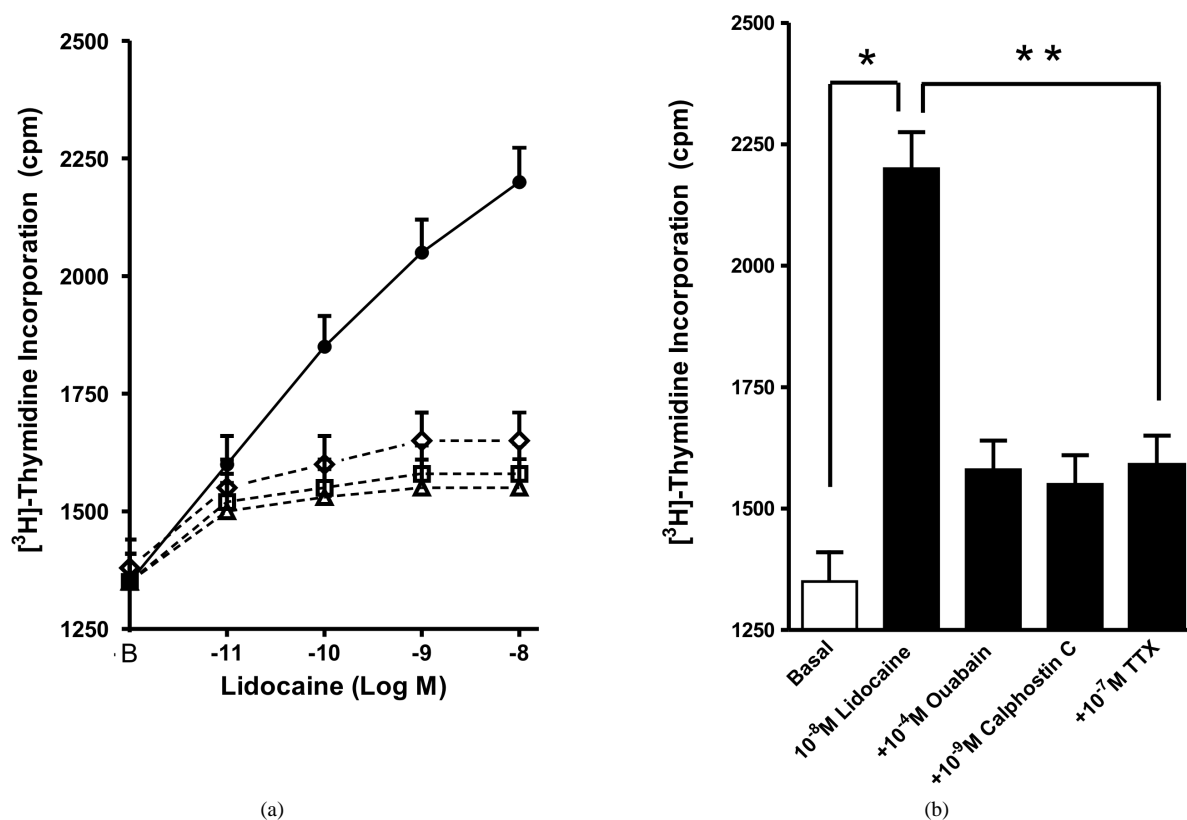 2500
2250
2000
1750
1500
1250
[³H]-Thymidine Incorporation (cpm)
B
-11
-10
-9
-8
Lidocaine (Log M)
(a)
2500
2250
2000
1750
1500
1250
[³H]-Thymidine Incorporation (cpm)
*
* *
Basal
10⁻⁸M Lidocaine
+10⁻⁴M Ouabain
+10⁻⁹M Calphostin C
+10⁻⁷M TTX
(b)